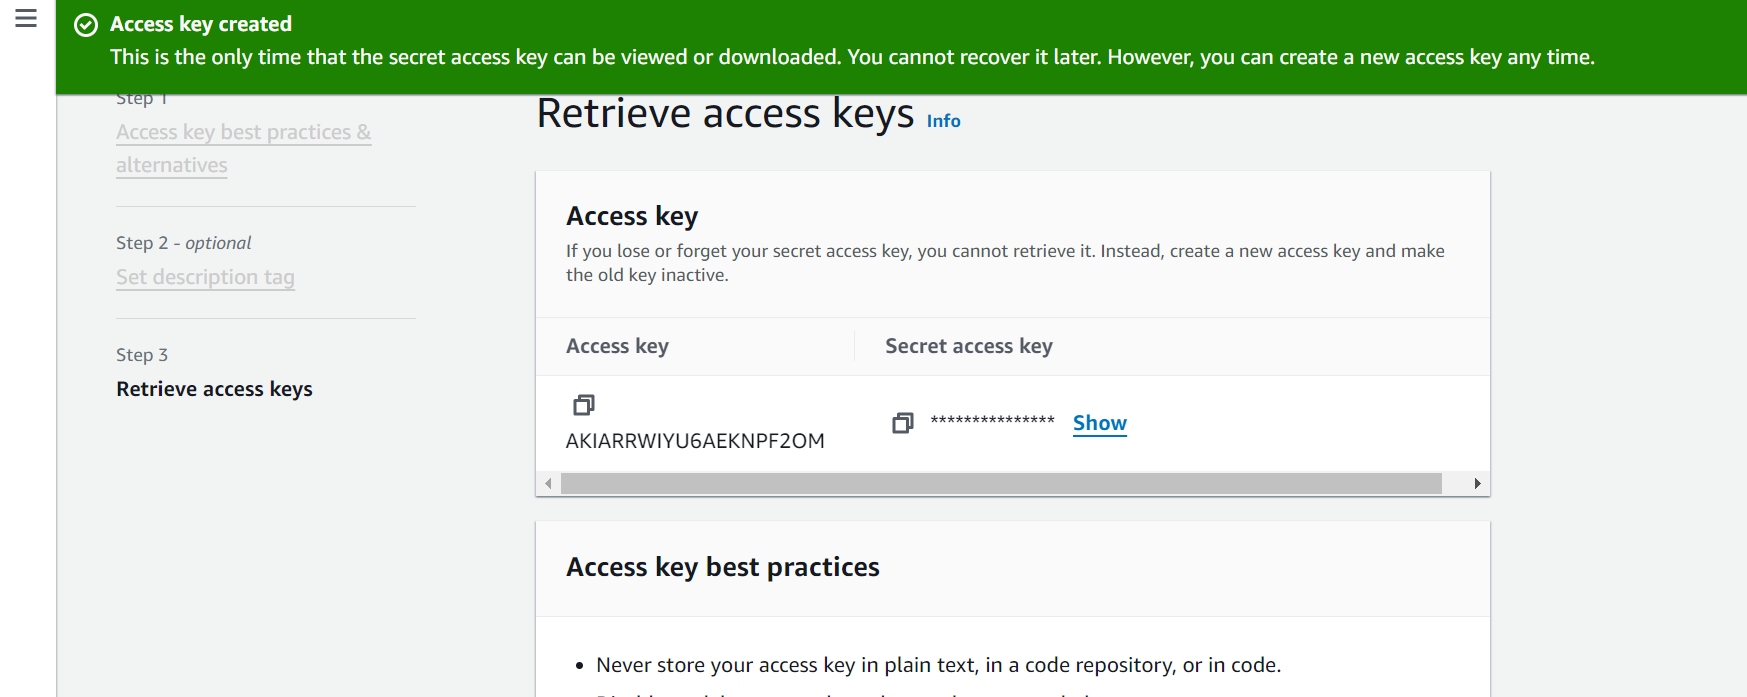 Access key created
This is the only time that the secret access key can be viewed or downloaded. You cannot recover it later. However, you can create a new access key any time.
Step 1
Access key best practices &
alternatives
Step 2 - optional
Set description tag
Step 3
Retrieve access keys
Retrieve access keys Info
Access key
If you lose or forget your secret access key, you cannot retrieve it. Instead, create a new access key and make
the old key inactive.
Access key Secret access key
AKIARRWIYU6AEKNPF2OM
*************** Show
Access key best practices
• Never store your access key in plain text, in a code repository, or in code.